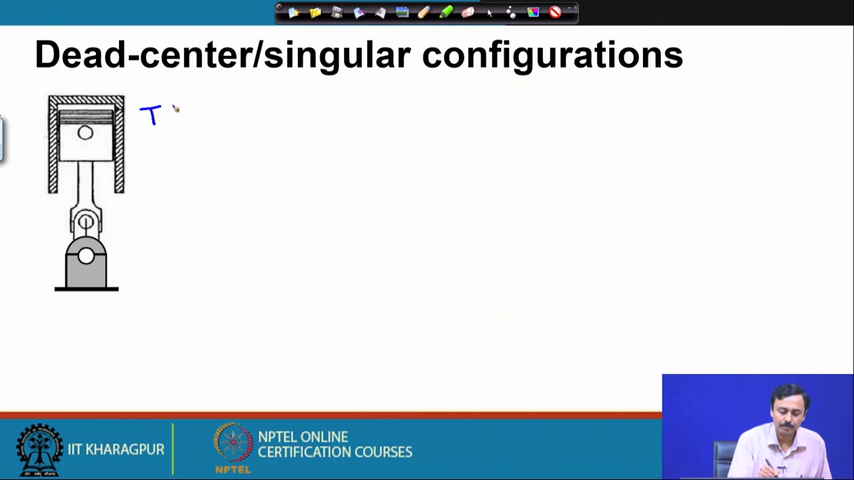 Dead-center/singular configurations
T
IIT KHARAGPUR
NPTEL
NPTEL ONLINE
CERTIFICATION COURSES